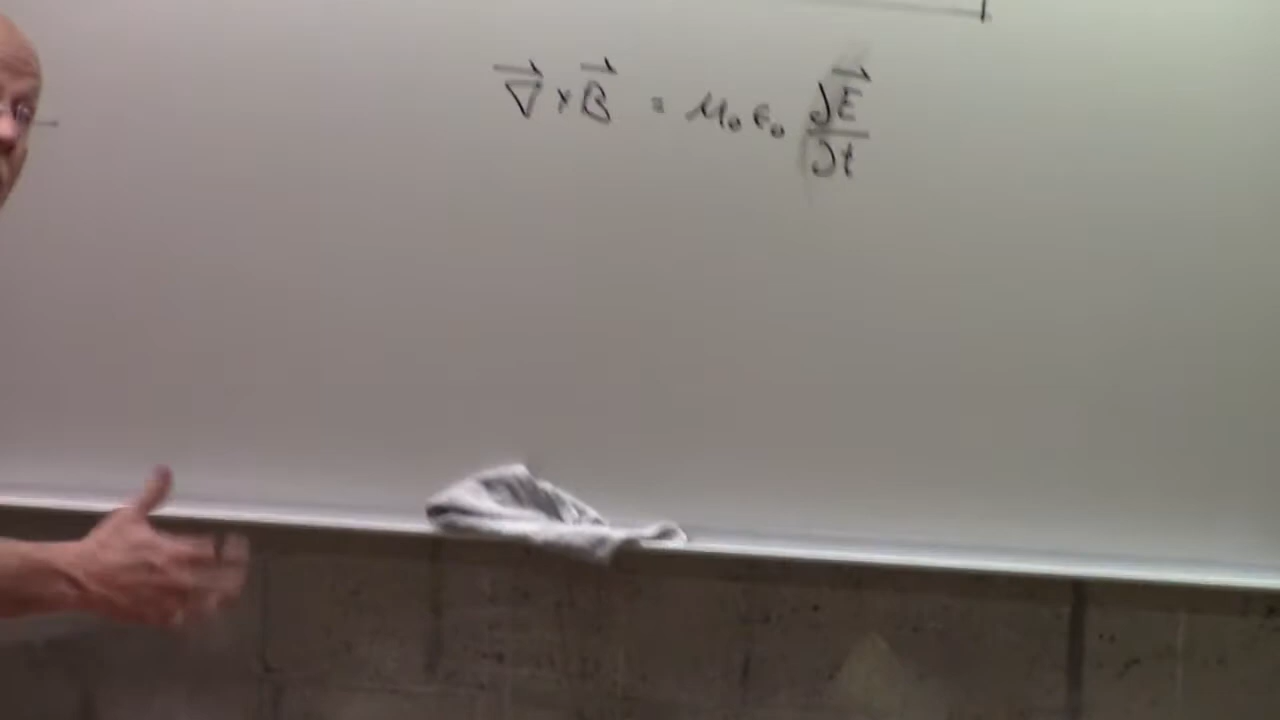 ∇⃗ × B⃗ = μ₀ ε₀ ∂E⃗/∂t